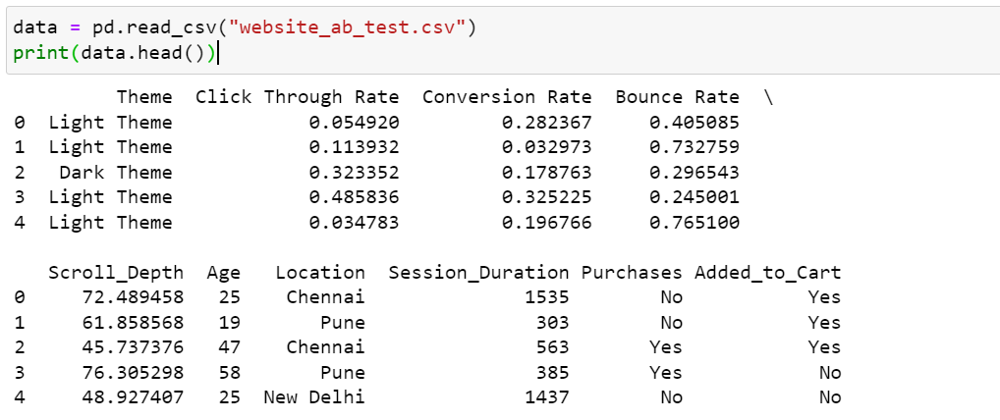 data = pd.read_csv("website_ab_test.csv")
print(data.head())
Theme Click Through Rate Conversion Rate Bounce Rate \
0 Light Theme 0.054920 0.282367 0.405085
1 Light Theme 0.113932 0.032973 0.732759
2 Dark Theme 0.323352 0.178763 0.296543
3 Light Theme 0.485836 0.325225 0.245001
4 Light Theme 0.034783 0.196766 0.765100
Scroll_Depth Age Location Session_Duration Purchases Added_to_Cart
0 72.489458 25 Chennai 1535 No Yes
1 61.858568 19 Pune 303 No Yes
2 45.737376 47 Chennai 563 Yes Yes
3 76.305298 58 Pune 385 Yes No
4 48.927407 25 New Delhi 1437 No No